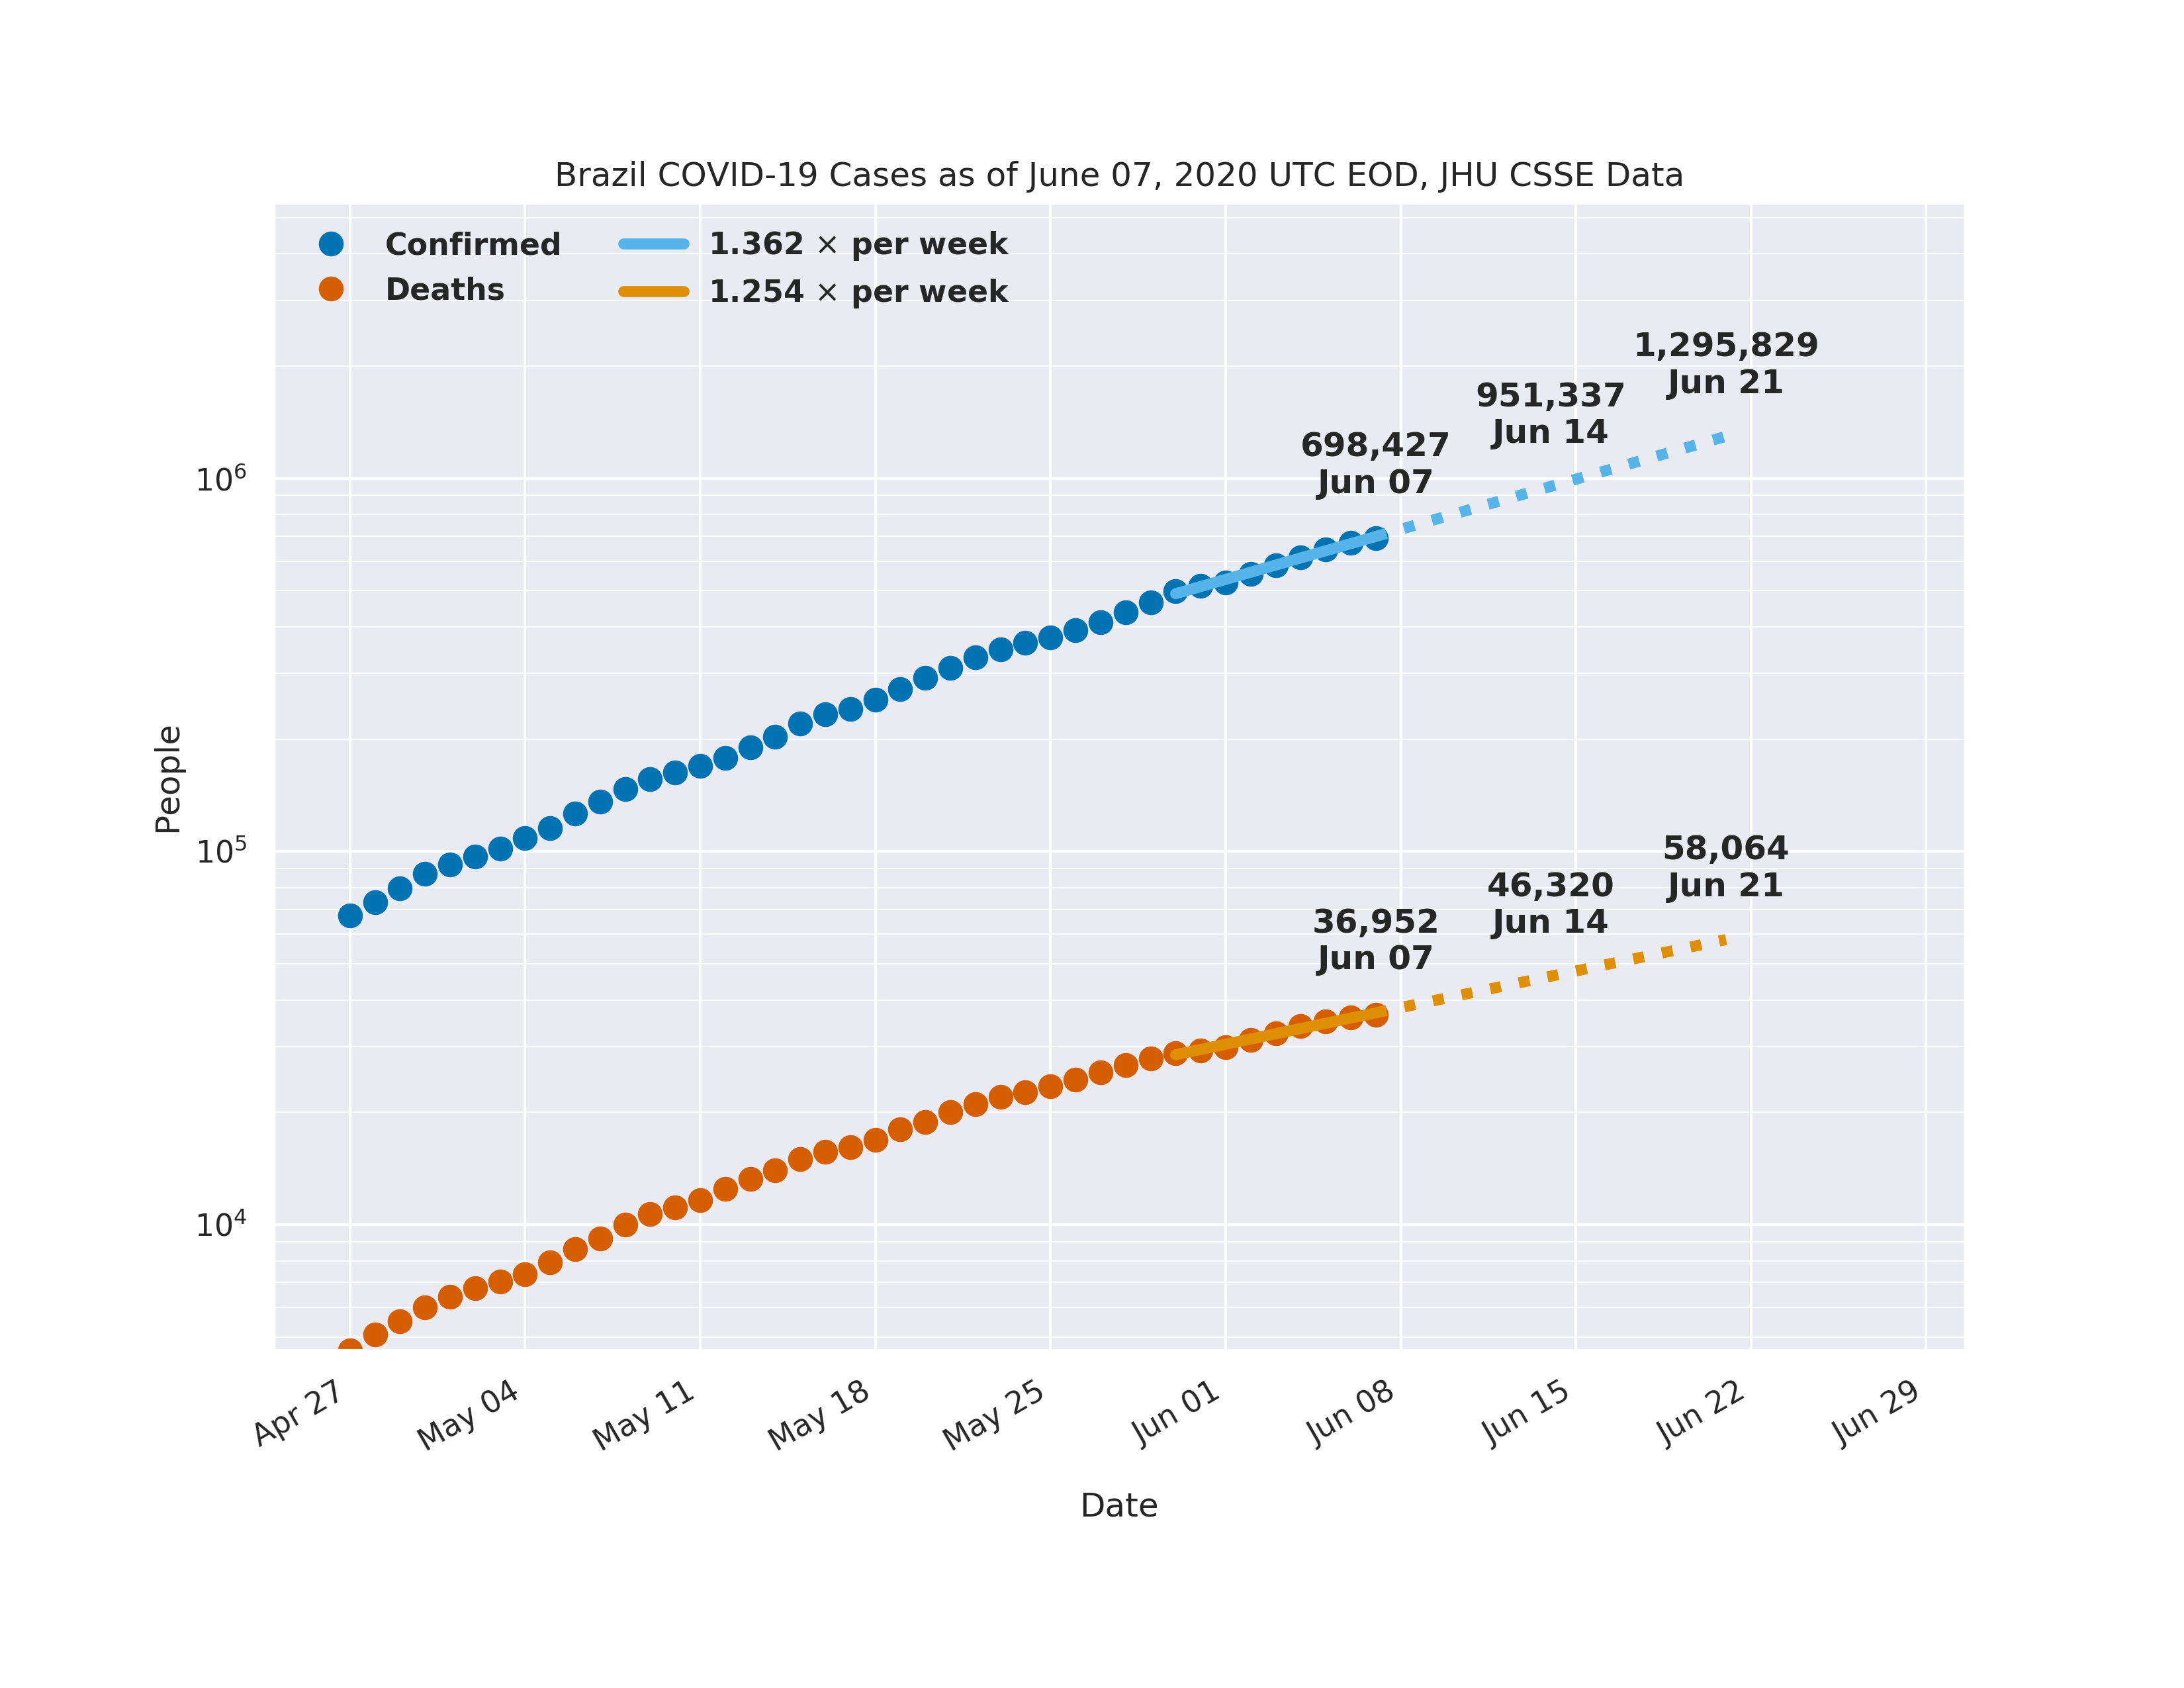 Brazil COVID-19 Cases as of June 07, 2020 UTC EOD, JHU CSSE Data
Confirmed
Deaths
1.362 × per week
1.254 × per week
1,295,829
Jun 21
951,337
Jun 14
698,427
Jun 07
58,064
Jun 21
46,320
Jun 14
36,952
Jun 07
People
10⁶
10⁵
10⁴
Apr 27
May 04
May 11
May 18
May 25
Jun 01
Jun 08
Jun 15
Jun 22
Jun 29
Date